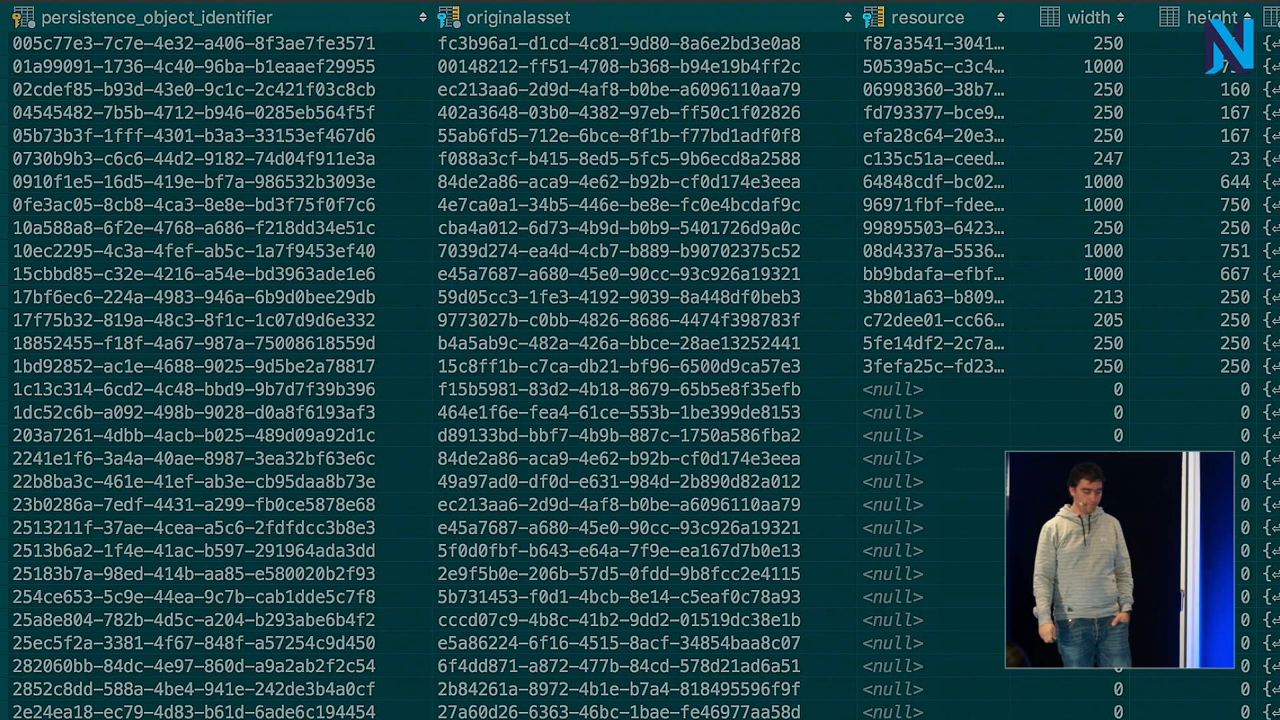 persistence_object_identifier originalasset resource width height
005c77e3-7c7e-4e32-a406-8f3ae7fe3571 fc3b96a1-d1cd-4c81-9d80-8a6e2bd3e0a8 f87a3541-3041… 250
01a99091-1736-4c40-96ba-b1eaaef29955 00148212-ff51-4708-b368-b94e19b4ff2c 50539a5c-c3c4… 1000
02cdef85-b93d-43e0-9c1c-2c421f03c8cb ec213aa6-2d9d-4af8-b0be-a6096110aa79 06998360-38b7… 250 160
04545482-7b5b-4712-b946-0285eb564f5f 402a3648-03b0-4382-97eb-ff50c1f02826 fd793377-bce9… 250 167
05b73b3f-1fff-4301-b3a3-33153ef467d6 55ab6fd5-712e-6bce-8f1b-f77bd1adf0f8 efa28c64-20e3… 250 167
0730b9b3-c6c6-44d2-9182-74d04f911e3a f088a3cf-b415-8ed5-5fc5-9b6ecd8a2588 c135c51a-ceed… 247 23
0910f1e5-16d5-419e-bf7a-986532b3093e 84de2a86-aca9-4e62-b92b-cf0d174e3eea 64848cdf-bc02… 1000 644
0fe3ac05-8cb8-4ca3-8e8e-bd3f75f0f7c6 4e7ca0a1-34b5-446e-be8e-fc0e4bcdaf9c 96971fbf-fdee… 1000 750
10a588a8-6f2e-4768-a686-f218dd34e51c cba4a012-6d73-4b9d-b0b9-5401726d9a0c 99895503-6423… 250 250
10ec2295-4c3a-4fef-ab5c-1a7f9453ef40 7039d274-ea4d-4cb7-b889-b90702375c52 08d4337a-5536… 1000 751
15cbbd85-c32e-4216-a54e-bd3963ade1e6 e45a7687-a680-45e0-90cc-93c926a19321 bb9bdafa-efbf… 1000 667
17bf6ec6-224a-4983-946a-6b9d0bee29db 59d05cc3-1fe3-4192-9039-8a448df0beb3 3b801a63-b809… 213 250
17f75b32-819a-48c3-8f1c-1c07d9d6e332 9773027b-c0bb-4826-8686-4474f398783f c72dee01-cc66… 205 250
18852455-f18f-4a67-987a-75008618559d b4a5ab9c-482a-426a-bbce-28ae13252441 5fe14df2-2c7a… 250 250
1bd92852-ac1e-4688-9025-9d5be2a78817 15c8ff1b-c7ca-db21-bf96-6500d9ca57e3 3fefa25c-fd23… 250 250
1c13c314-6cd2-4c48-bbd9-9b7d7f39b396 f15b5981-83d2-4b18-8679-65b5e8f35efb <null> 0 0
1dc52c6b-a092-498b-9028-d0a8f6193af3 464e1f6e-fea4-61ce-553b-1be399de8153 <null> 0 0
203a7261-4dbb-4acb-b025-489d09a92d1c d89133bd-bbf7-4b9b-887c-1750a586fba2 <null> 0 0
2241e1f6-3a4a-40ae-8987-3ea32bf63e6c 84de2a86-aca9-4e62-b92b-cf0d174e3eea <null> 0
22b8ba3c-461e-41ef-ab3e-cb95daa8b73e 49a97ad0-df0d-e631-984d-2b890d82a012 <null> 0
23b0286a-7edf-4431-a299-fb0ce5878e68 ec213aa6-2d9d-4af8-b0be-a6096110aa79 <null> 0
2513211f-37ae-4cea-a5c6-2fdfdcc3b8e3 e45a7687-a680-45e0-90cc-93c926a19321 <null> 0
2513b6a2-1f4e-41ac-b597-291964ada3dd 5f0d0fbf-b643-e64a-7f9e-ea167d7b0e13 <null> 0
25183b7a-98ed-414b-aa85-e580020b2f93 2e9f5b0e-206b-57d5-0fdd-9b8fcc2e4115 <null> 0
254ce653-5c9e-44ea-9c7b-cab1dde5c7f8 5b731453-f0d1-4bcb-8e14-c5eaf0c78a93 <null> 0
25a8e804-782b-4d5c-a204-b293abe6b4f2 cccd07c9-4b8c-41b2-9dd2-01519dc38e1b <null> 0
25ec5f2a-3381-4f67-848f-a57254c9d450 e5a86224-6f16-4515-8acf-34854baa8c07 <null> 0
282060bb-84dc-4e97-860d-a9a2ab2f2c54 6f4dd871-a872-477b-84cd-578d21ad6a51 <null> 0
2852c8dd-588a-4be4-941e-242de3b4a0cf 2b84261a-8972-4b1e-b7a4-818495596f9f <null> 0 0
2e24ea18-ec79-4d83-b61d-6ade6c194454 27a60d26-6363-46bc-1bae-fe46977aa58d <null> 0 0